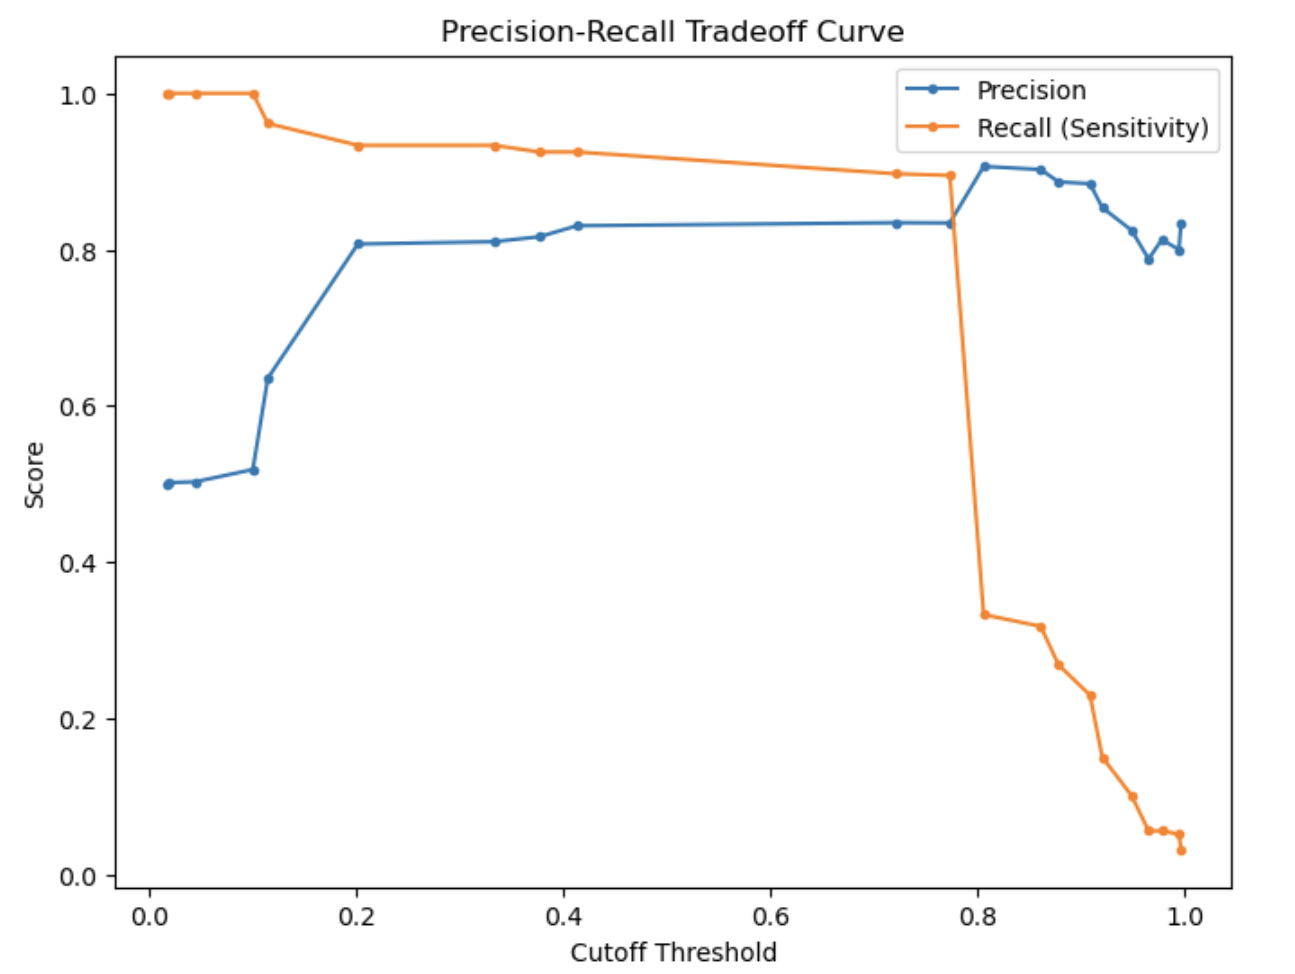 Precision-Recall Tradeoff Curve
Precision
Recall (Sensitivity)
1.0
0.8
0.6
0.4
0.2
0.0
Score
0.0 0.2 0.4 0.6 0.8 1.0
Cutoff Threshold